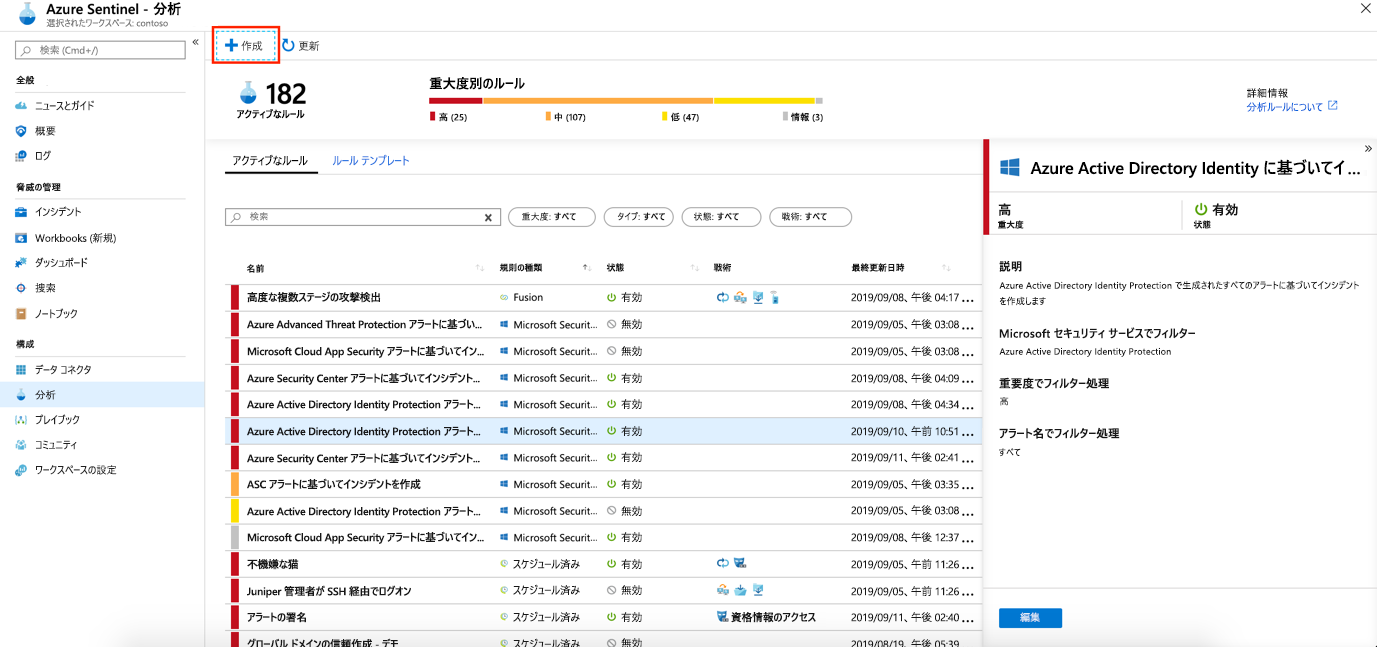 Azure Sentinel - 分析
選択されたワークスペース: contoso
検索 (Cmd+/)
«
全般
ニュースとガイド
概要
ログ
脅威の管理
インシデント
Workbooks (新規)
ダッシュボード
捜索
ノートブック
構成
データ コネクタ
分析
プレイブック
コミュニティ
ワークスペースの設定
+ 作成
更新
182
アクティブなルール
重大度別のルール
高 (25)
中 (107)
低 (47)
情報 (3)
詳細情報
分析ルールについて
アクティブなルール
ルール テンプレート
検索
重大度: すべて
タイプ: すべて
状態: すべて
戦術: すべて
名前 規則の種類 状態 戦術 最終更新日時
高度な複数ステージの攻撃検出 Fusion 有効 2019/09/08、午後 04:17 ...
Azure Advanced Threat Protection アラートに基づい... Microsoft Securit... 無効 2019/09/05、午後 03:08 ...
Microsoft Cloud App Security アラートに基づいてイン... Microsoft Securit... 無効 2019/09/05、午後 03:08 ...
Azure Security Center アラートに基づいてインシデント... Microsoft Securit... 有効 2019/09/08、午後 04:09 ...
Azure Active Directory Identity Protection アラート... Microsoft Securit... 有効 2019/09/08、午後 04:34 ...
Azure Active Directory Identity Protection アラート... Microsoft Securit... 有効 2019/09/10、午前 10:51 ...
Azure Security Center アラートに基づいてインシデント... Microsoft Securit... 有効 2019/09/11、午後 02:41 ...
ASC アラートに基づいてインシデントを作成 Microsoft Securit... 有効 2019/09/05、午後 03:35 ...
Azure Active Directory Identity Protection アラート... Microsoft Securit... 無効 2019/09/05、午後 03:08 ...
Microsoft Cloud App Security アラートに基づいてイン... Microsoft Securit... 有効 2019/09/08、午後 12:37 ...
不機嫌な猫 スケジュール済み 有効 2019/09/05、午前 11:26 ...
Juniper 管理者が SSH 経由でログオン スケジュール済み 無効 2019/09/05、午前 11:26 ...
アラートの署名 スケジュール済み 有効 資格情報のアクセス 2019/09/11、午後 02:40 ...
グローバル ドメインの信頼作成 - デモ スケジュール済み 無効 2019/08/19、午後 05:39
»
Azure Active Directory Identity に基づいてイ...
高
重大度
有効
状態
説明
Azure Active Directory Identity Protection で生成されたすべてのアラートに基づいてインシデント
を作成します
Microsoft セキュリティ サービスでフィルター
Azure Active Directory Identity Protection
重要度でフィルター処理
高
アラート名でフィルター処理
すべて
編集